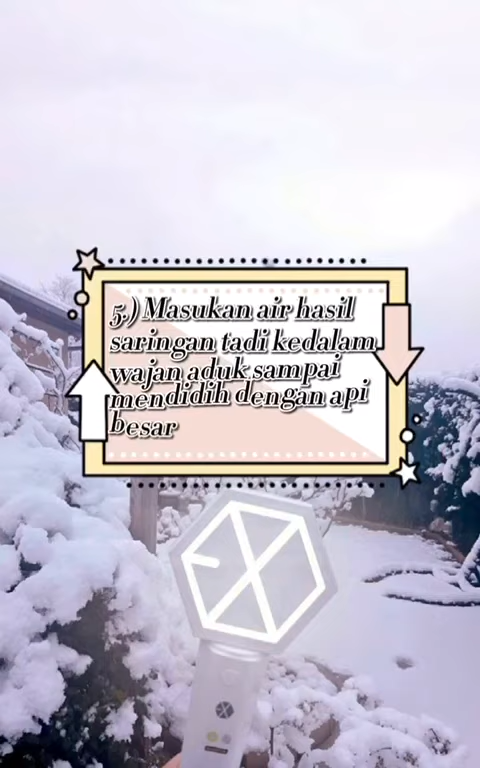 5.) Masukan air hasil
saringan tadi kedalam
wajan aduk sampai
mendidih dengan api
besar